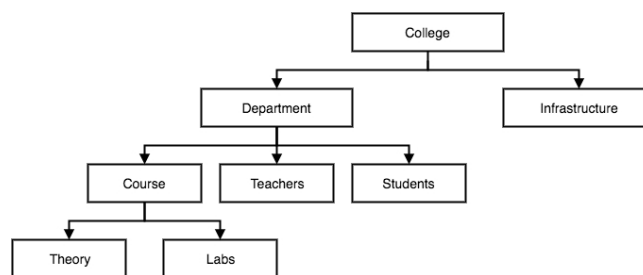 College
Department
Infrastructure
Course
Teachers
Students
Theory
Labs